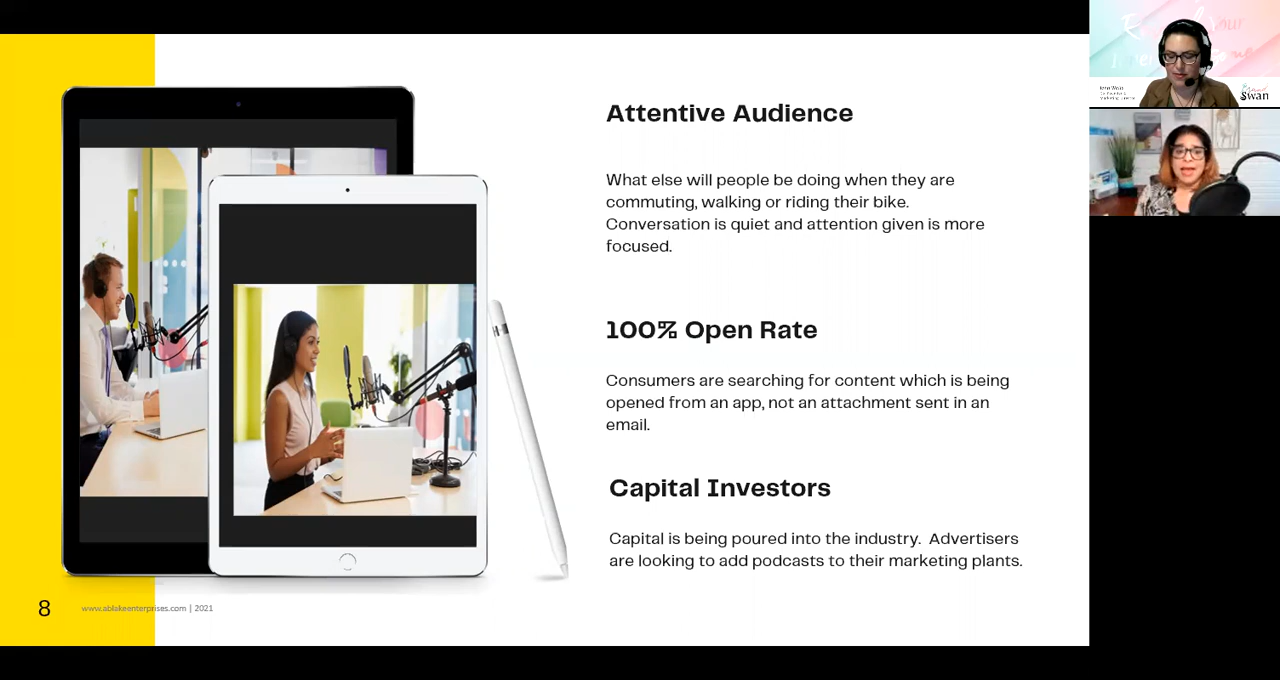 Attentive Audience
What else will people be doing when they are
commuting, walking or riding their bike.
Conversation is quiet and attention given is more
focused.
100% Open Rate
Consumers are searching for content which is being
opened from an app, not an attachment sent in an
email.
Capital Investors
Capital is being poured into the industry.  Advertisers
are looking to add podcasts to their marketing plants.
8
www.abliskeenterprises.com | 2021
swan